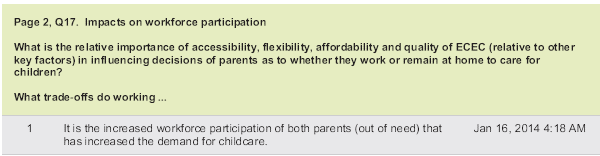 Page 2, Q17. Impacts on workforce participation
What is the relative importance of accessibility, flexibility, affordability and quality of ECEC (relative to other
key factors) in influencing decisions of parents as to whether they work or remain at home to care for
children?
What trade-offs do working ...
1 It is the increased workforce participation of both parents (out of need) that Jan 16, 2014 4:18 AM
has increased the demand for childcare.